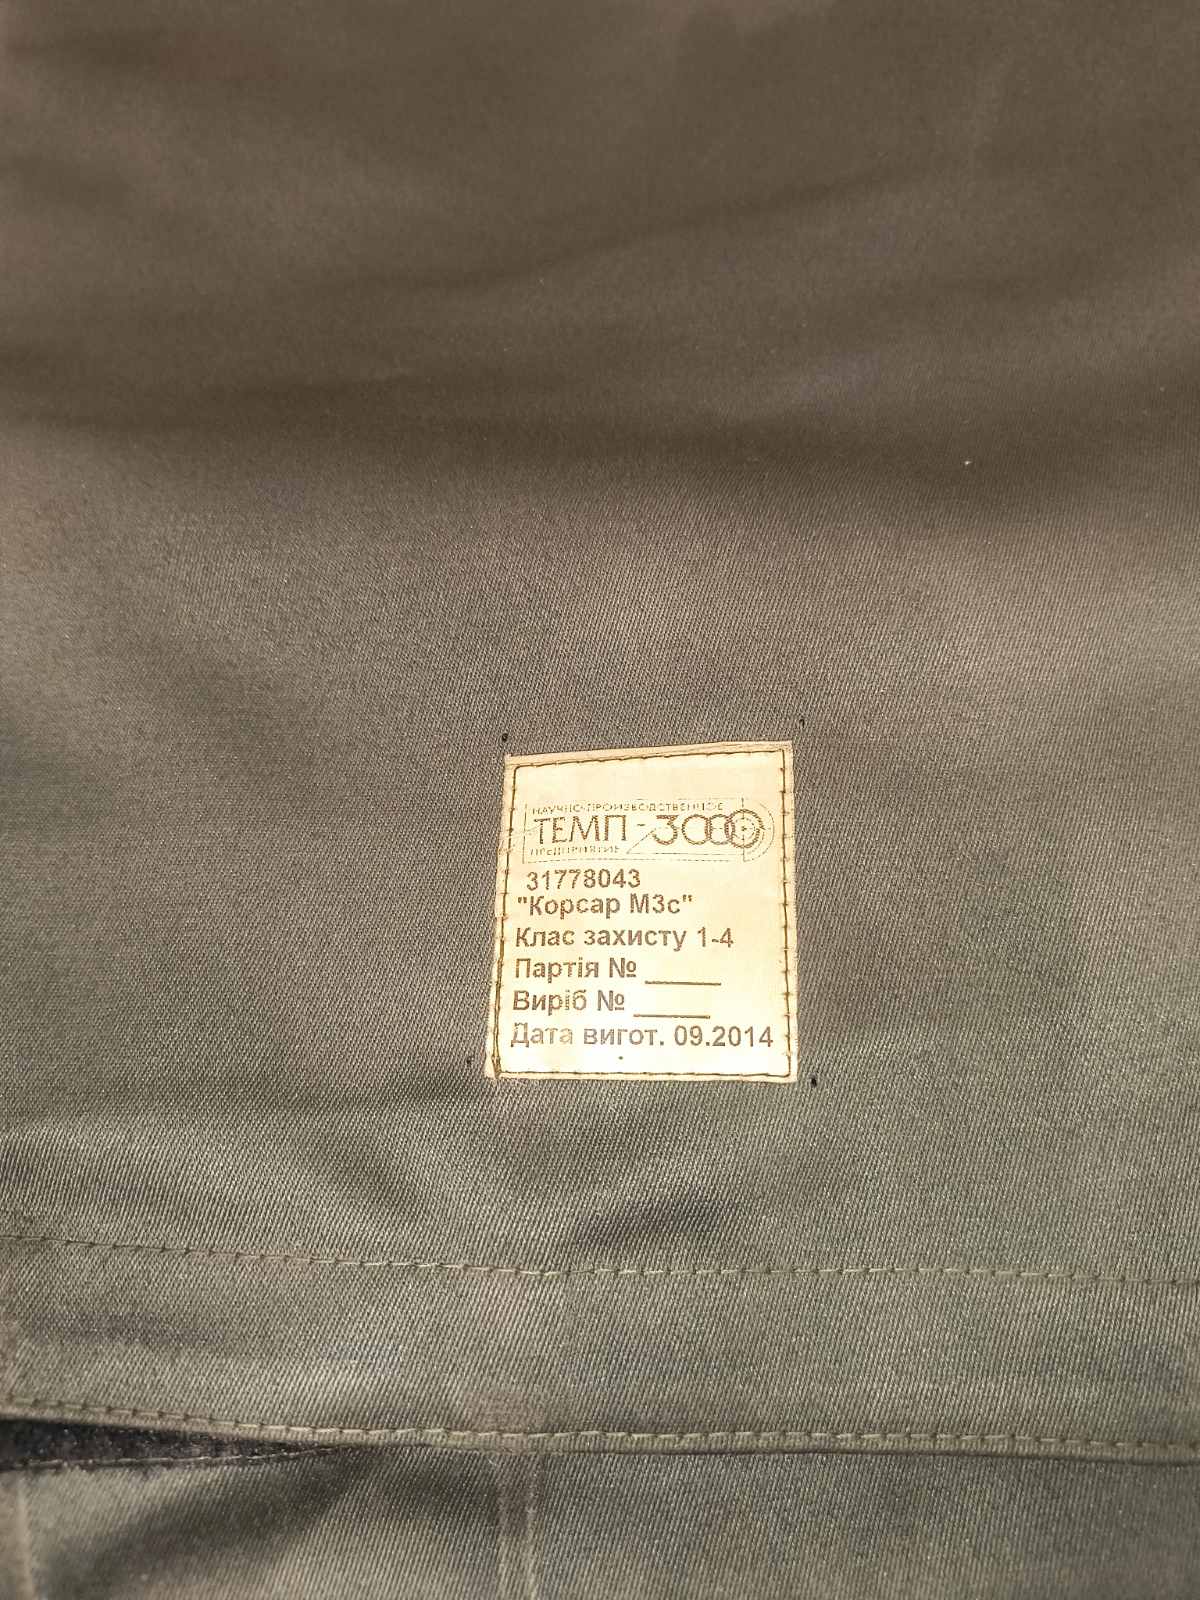 НАУЧНО-ПРОИЗВОДСТВЕННОЕ
ТЕМП-3000
ПРЕДПРИЯТИЕ
31778043
"Корсар М3с"
Клас захисту 1-4
Партія № _____
Виріб № _____
Дата вигот. 09.2014